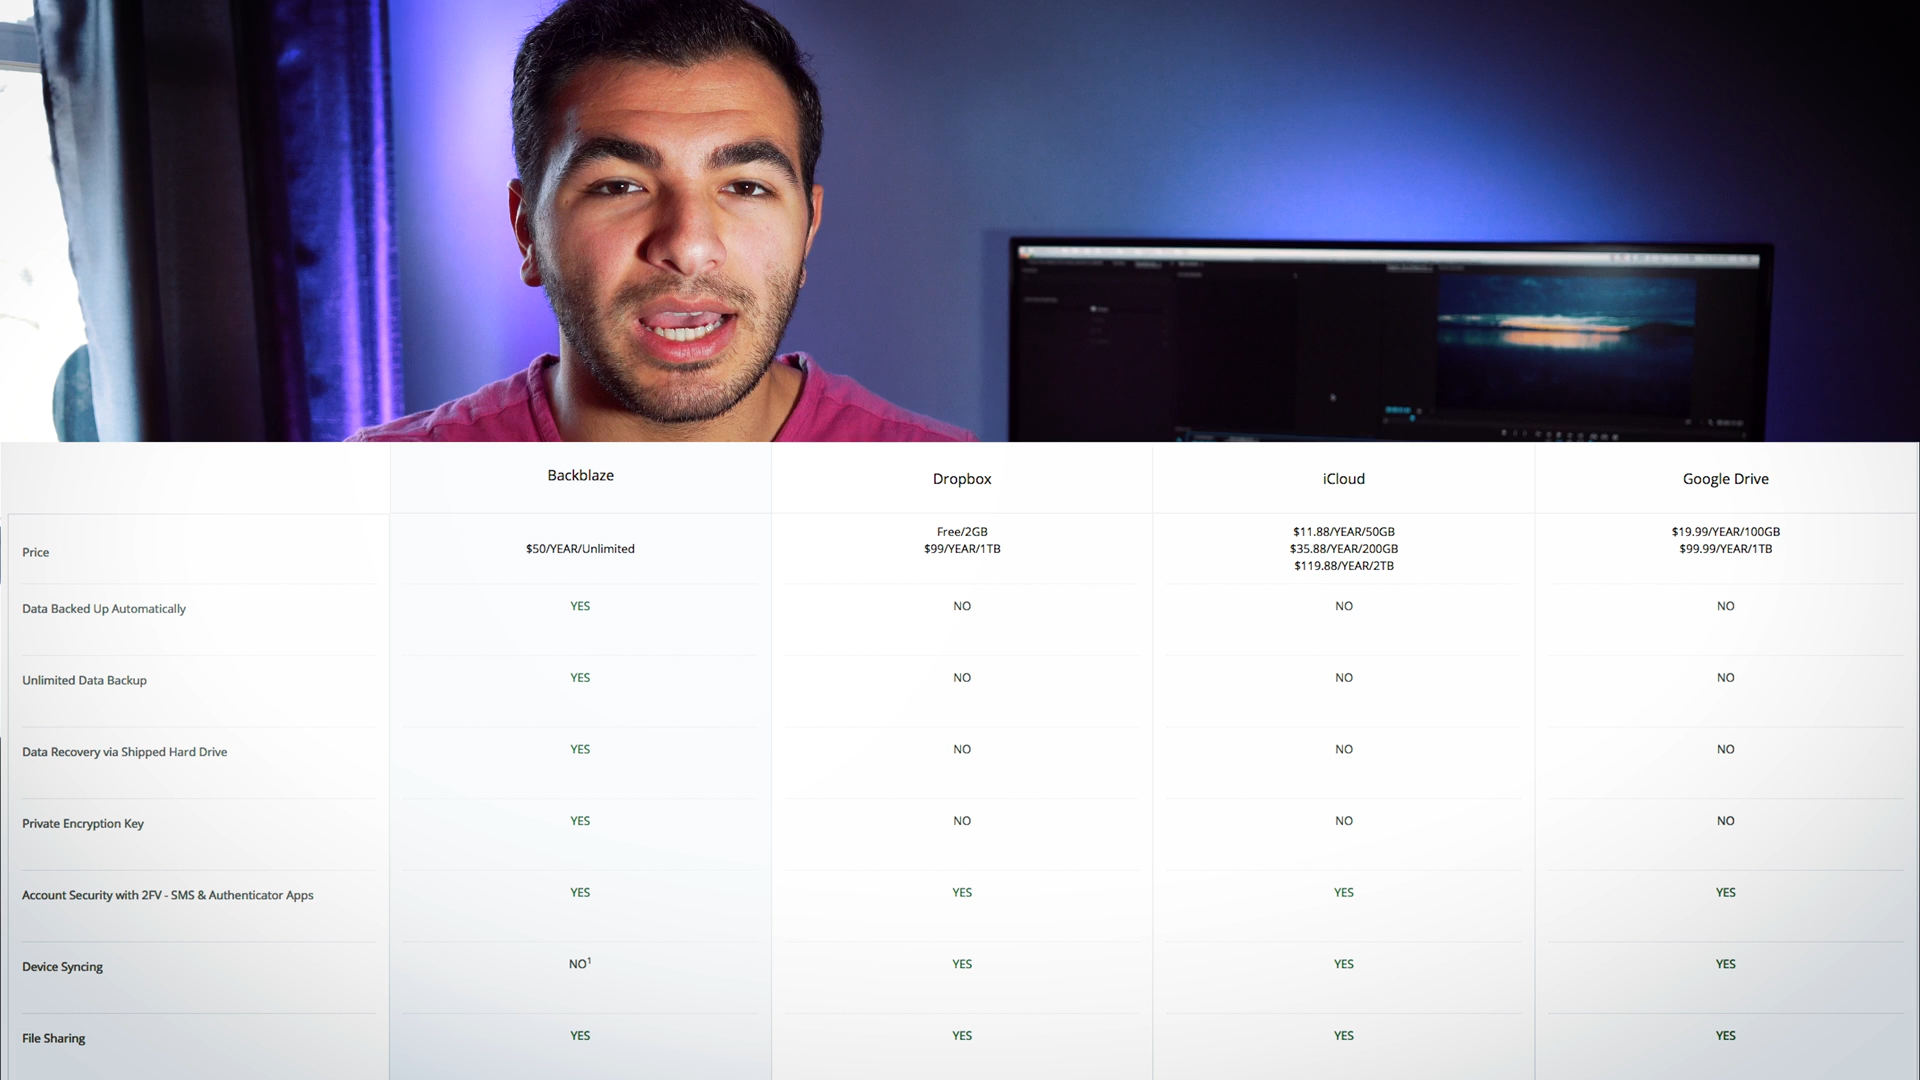 Backblaze Dropbox iCloud Google Drive
Price $50/YEAR/Unlimited Free/2GB $99/YEAR/1TB $11.88/YEAR/50GB $35.88/YEAR/200GB $119.88/YEAR/2TB $19.99/YEAR/100GB $99.99/YEAR/1TB
Data Backed Up Automatically YES NO NO NO
Unlimited Data Backup YES NO NO NO
Data Recovery via Shipped Hard Drive YES NO NO NO
Private Encryption Key YES NO NO NO
Account Security with 2FV - SMS & Authenticator Apps YES YES YES YES
Device Syncing NO¹ YES YES YES
File Sharing YES YES YES YES